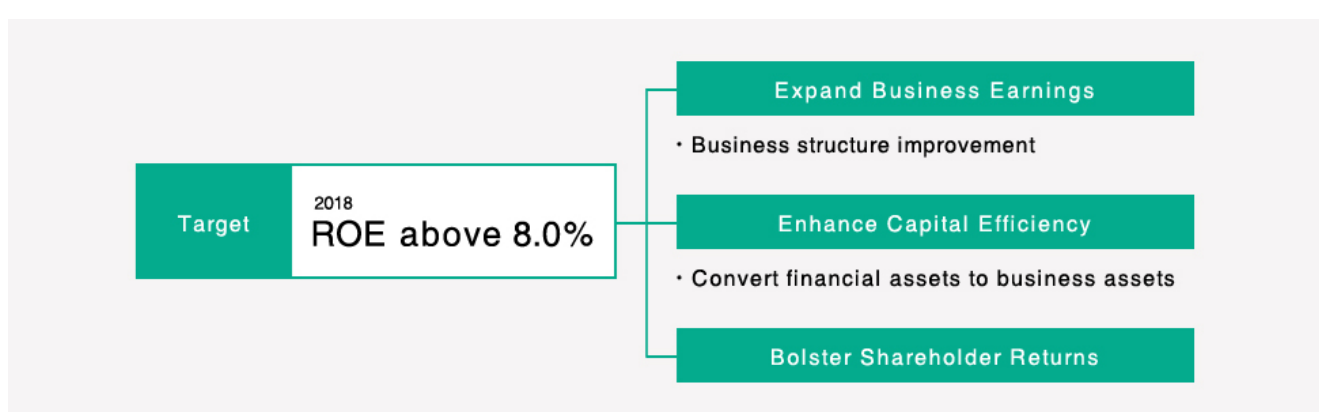 Target
2018
ROE above 8.0%
Expand Business Earnings
・Business structure improvement
Enhance Capital Efficiency
・Convert financial assets to business assets
Bolster Shareholder Returns